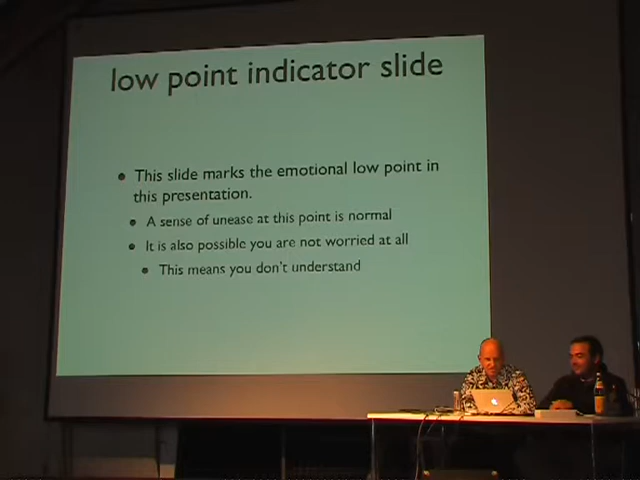 low point indicator slide
This slide marks the emotional low point in
this presentation.
A sense of unease at this point is normal
It is also possible you are not worried at all
This means you don't understand